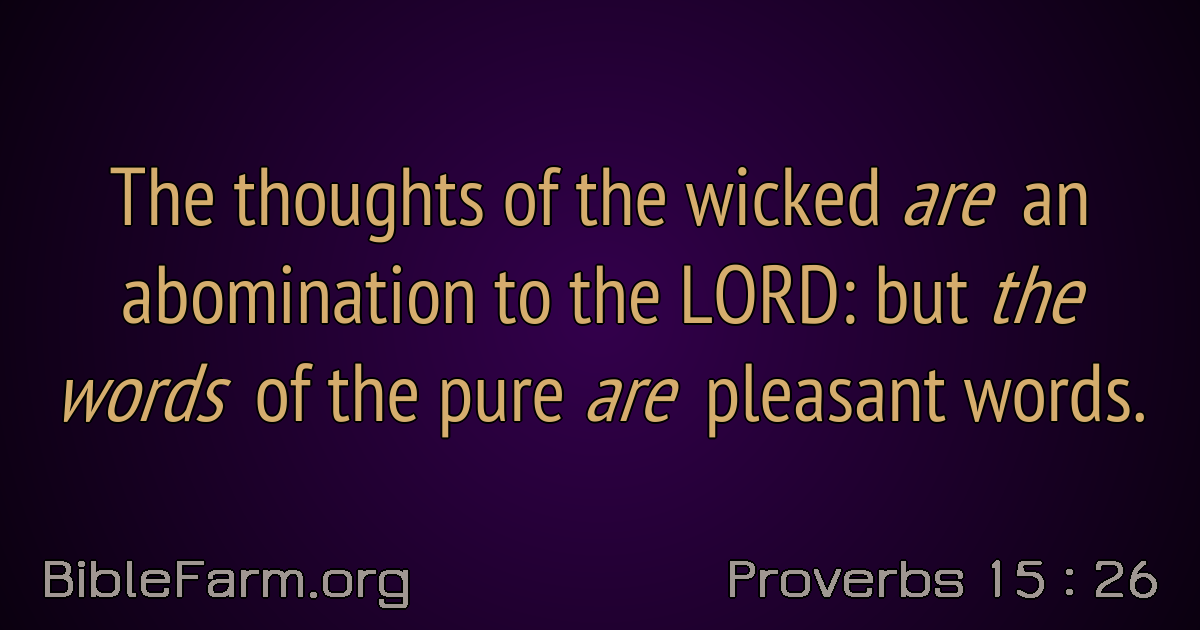 The thoughts of the wicked are an
abomination to the LORD: but the
words of the pure are pleasant words.
BibleFarm.org
Proverbs 15 : 26